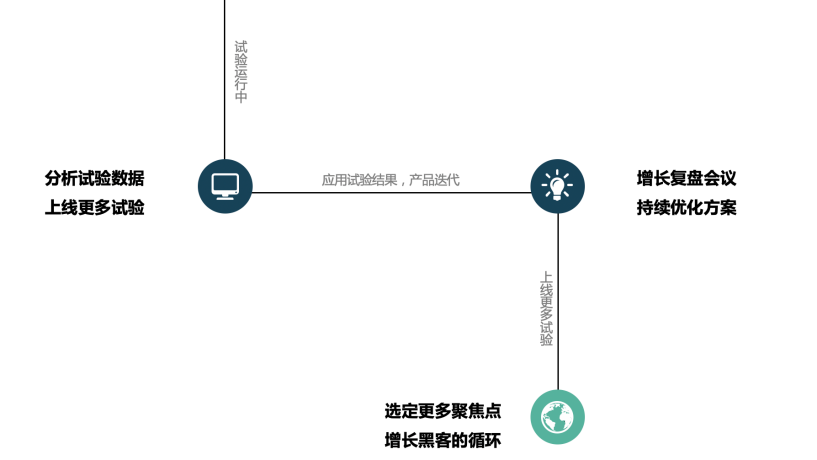 试验运行中
分析试验数据
上线更多试验
应用试验结果，产品迭代
增长复盘会议
持续优化方案
上线更多试验
选定更多聚焦点
增长黑客的循环